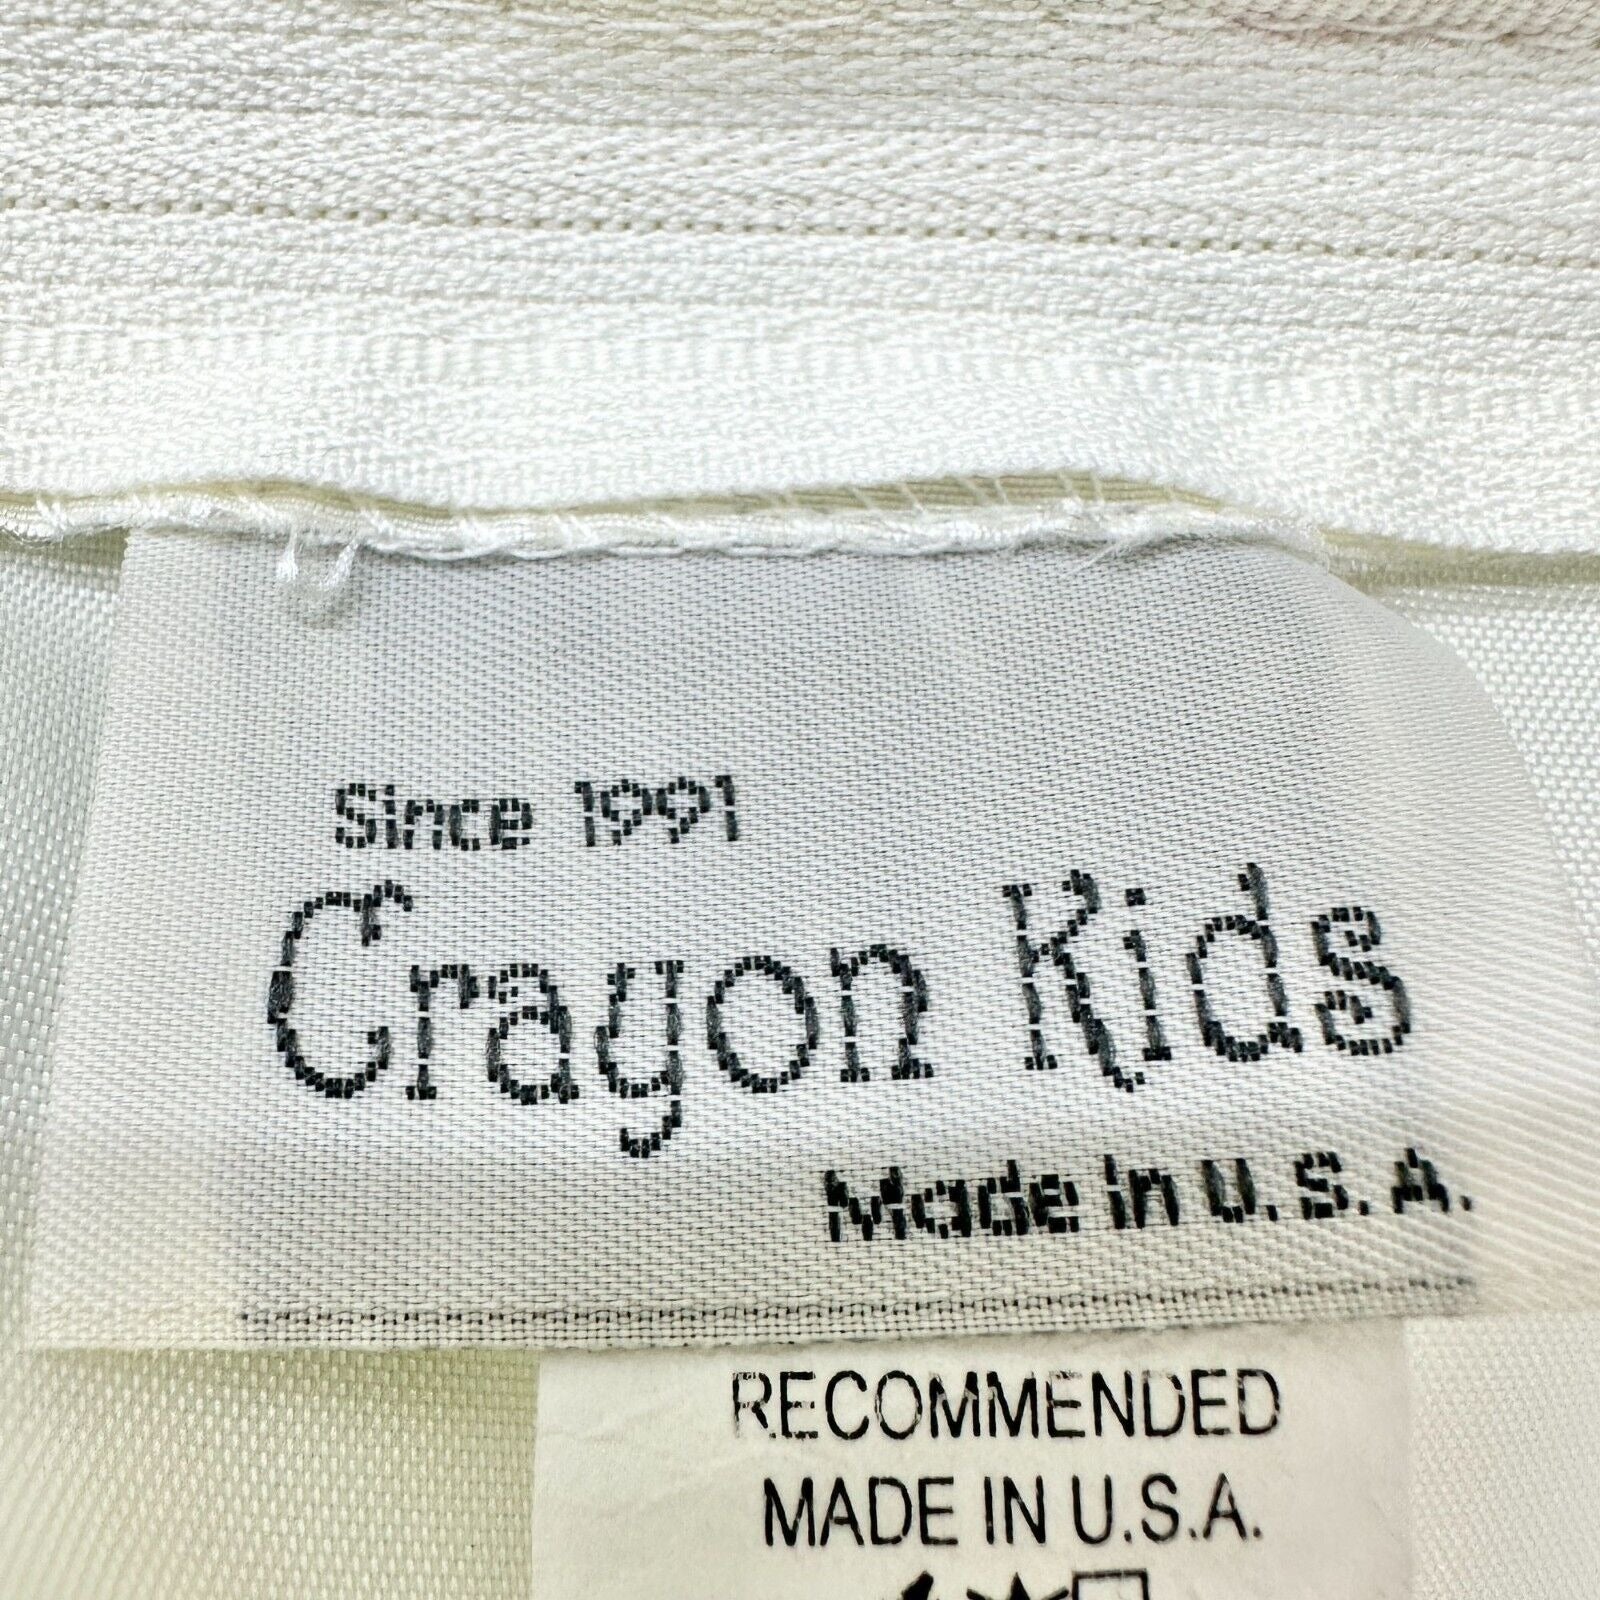 Since 1991
Crayon Kids
Made in U.S.A.
RECOMMENDED
MADE IN U.S.A.